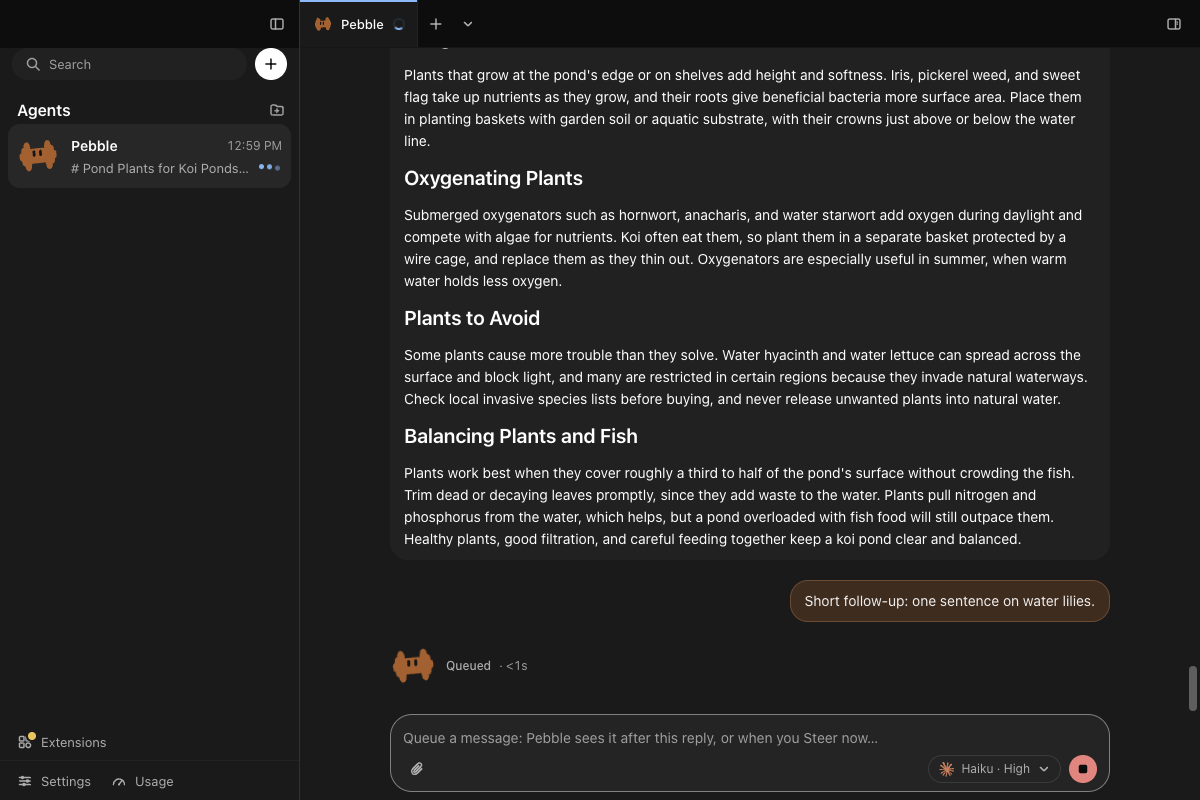 Pebble
Search
Agents
Pebble
12:59 PM
# Pond Plants for Koi Ponds...
Extensions
Settings
Usage
Plants that grow at the pond's edge or on shelves add height and softness. Iris, pickerel weed, and sweet
flag take up nutrients as they grow, and their roots give beneficial bacteria more surface area. Place them
in planting baskets with garden soil or aquatic substrate, with their crowns just above or below the water
line.
Oxygenating Plants
Submerged oxygenators such as hornwort, anacharis, and water starwort add oxygen during daylight and
compete with algae for nutrients. Koi often eat them, so plant them in a separate basket protected by a
wire cage, and replace them as they thin out. Oxygenators are especially useful in summer, when warm
water holds less oxygen.
Plants to Avoid
Some plants cause more trouble than they solve. Water hyacinth and water lettuce can spread across the
surface and block light, and many are restricted in certain regions because they invade natural waterways.
Check local invasive species lists before buying, and never release unwanted plants into natural water.
Balancing Plants and Fish
Plants work best when they cover roughly a third to half of the pond's surface without crowding the fish.
Trim dead or decaying leaves promptly, since they add waste to the water. Plants pull nitrogen and
phosphorus from the water, which helps, but a pond overloaded with fish food will still outpace them.
Healthy plants, good filtration, and careful feeding together keep a koi pond clear and balanced.
Short follow-up: one sentence on water lilies.
Queued · <1s
Queue a message: Pebble sees it after this reply, or when you Steer now…
Haiku · High